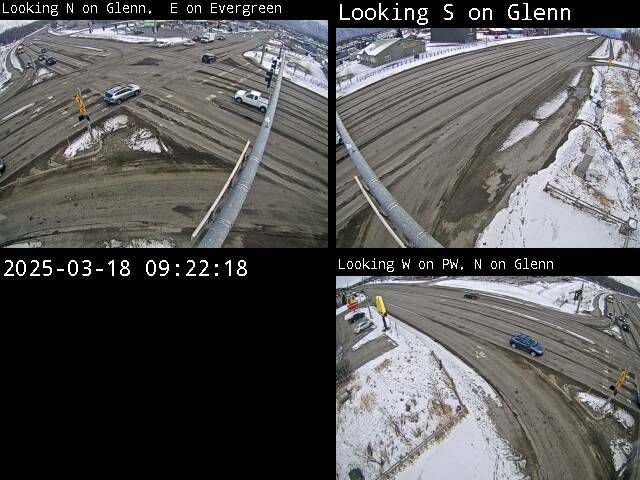 Looking N on Glenn,  E on Evergreen
Looking S on Glenn
2025-03-18 09:22:18
Looking W on PW, N on Glenn